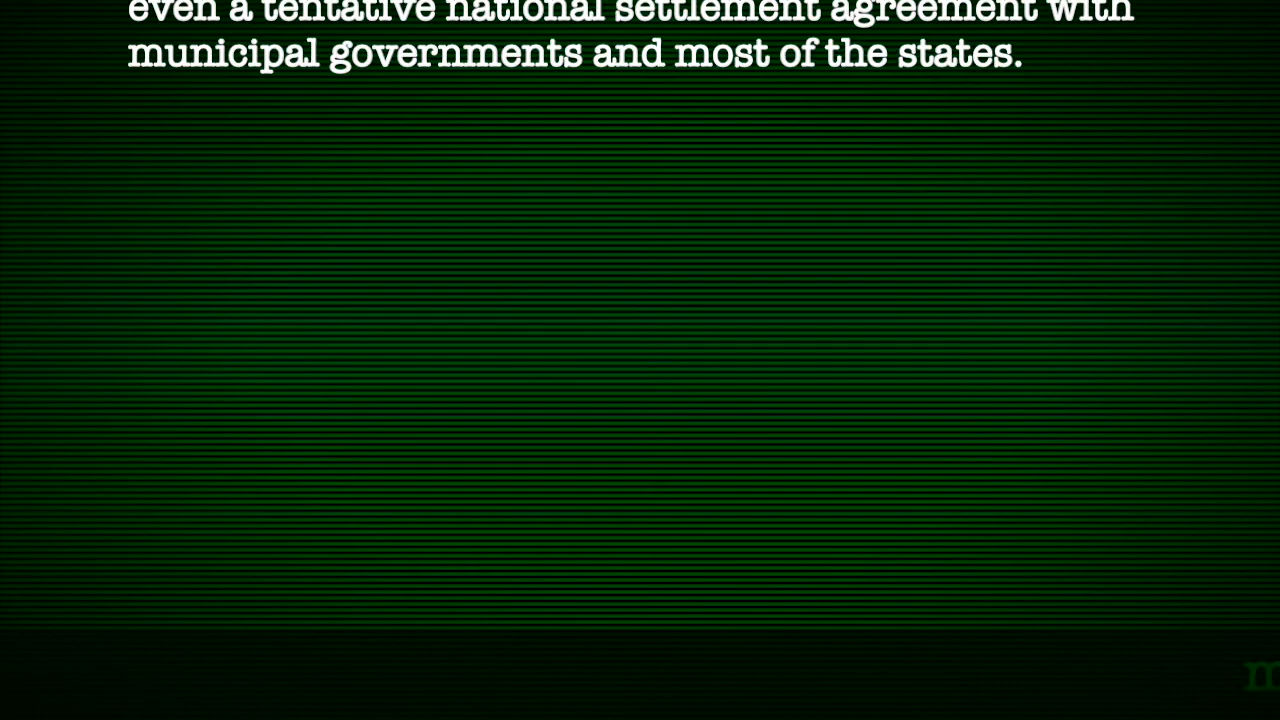 even a tentative national settlement agreement with
municipal governments and most of the states.